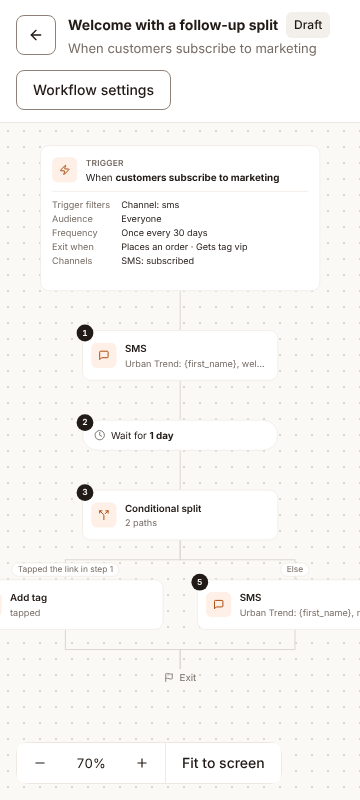 Welcome with a follow-up split Draft
When customers subscribe to marketing
Workflow settings
TRIGGER
When customers subscribe to marketing
Trigger filters Channel: sms
Audience Everyone
Frequency Once every 30 days
Exit when Places an order · Gets tag vip
Channels SMS: subscribed
1
SMS
Urban Trend: {first_name}, wel...
2
Wait for 1 day
3
Conditional split
2 paths
Tapped the link in step 1
Else
Add tag
tapped
5
SMS
Urban Trend: {first_name}, r
Exit
70%
Fit to screen